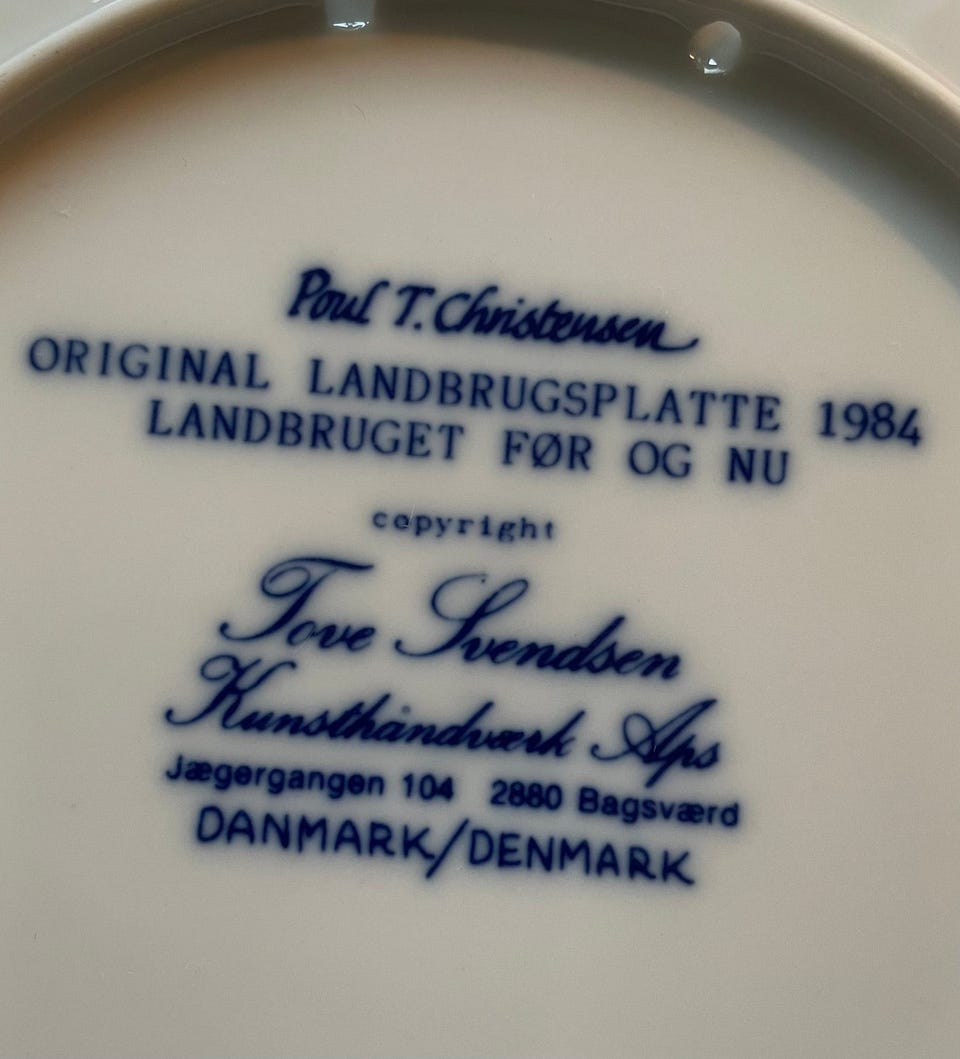 Poul T. Christensen
ORIGINAL LANDBRUGSPLATTE 1984
LANDBRUGET FØR OG NU
copyright
Tove Svendsen
Kunsthåndværk Aps
Jægergangen 104 2880 Bagsværd
DANMARK/DENMARK